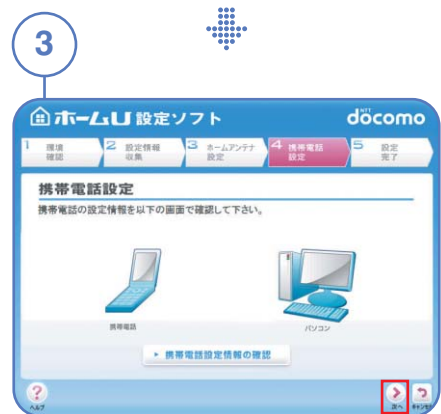 3
ホームU 設定ソフト
NTT
döcomo
1 環境確認
2 設定情報収集
3 ホームアンテナ設定
4 携帯電話設定
5 設定完了
携帯電話設定
携帯電話の設定情報を以下の画面で確認して下さい。
携帯電話
パソコン
携帯電話設定情報の確認
?
ヘルプ
次へ
キャンセル